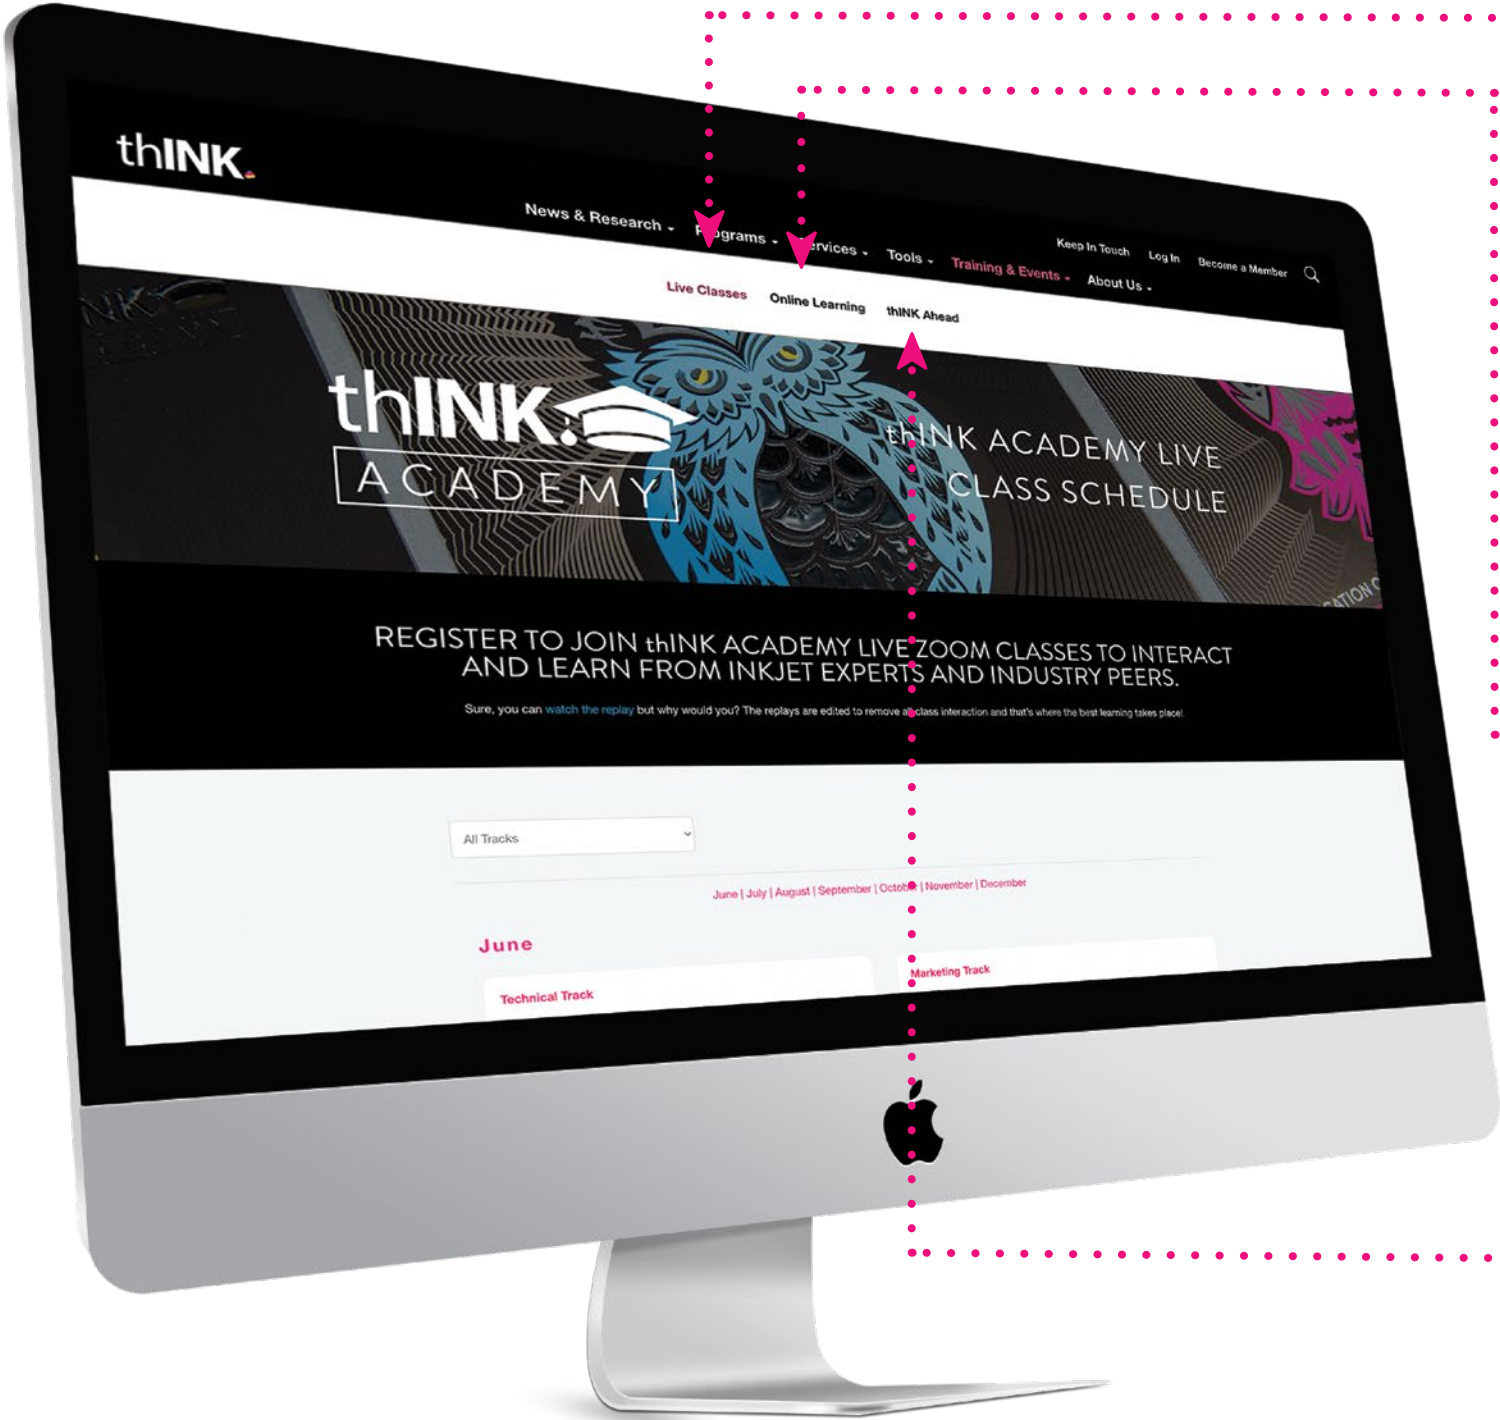 thINK.
Keep In Touch Log In Become a Member
News & Research Programs Services Tools Training & Events About Us
Live Classes Online Learning thINK Ahead
thINK.
ACADEMY
thINK ACADEMY LIVE
CLASS SCHEDULE
REGISTER TO JOIN thINK ACADEMY LIVE ZOOM CLASSES TO INTERACT
AND LEARN FROM INKJET EXPERTS AND INDUSTRY PEERS.
Sure, you can watch the replay but why would you? The replays are edited to remove all class interaction and that's where the best learning takes place!
All Tracks
June | July | August | September | October | November | December
June
Technical Track
Marketing Track